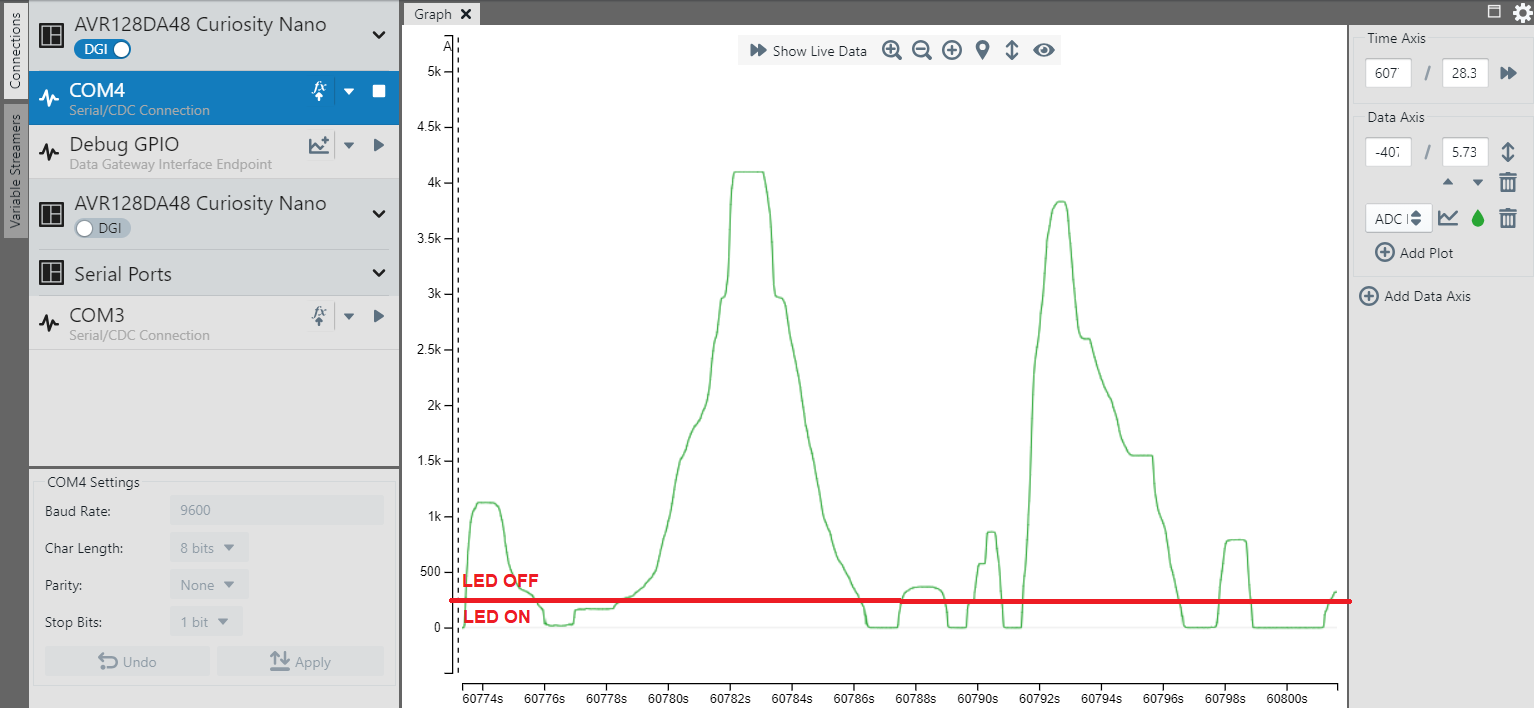 Connections
Variable Streamers
AVR128DA48 Curiosity Nano
DGI
COM4
Serial/CDC Connection
Debug GPIO
Data Gateway Interface Endpoint
AVR128DA48 Curiosity Nano
DGI
Serial Ports
COM3
Serial/CDC Connection
COM4 Settings
Baud Rate: 9600
Char Length: 8 bits
Parity: None
Stop Bits: 1 bit
Undo Apply
Graph
Show Live Data
A
5k
4.5k
4k
3.5k
3k
2.5k
2k
1.5k
1k
500
0
LED OFF
LED ON
60774s 60776s 60778s 60780s 60782s 60784s 60786s 60788s 60790s 60792s 60794s 60796s 60798s 60800s
Time Axis
607 / 28.3
Data Axis
-407 / 5.73
ADC
Add Plot
Add Data Axis